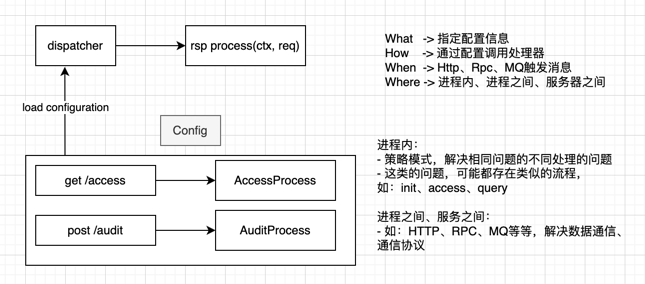 dispatcher
rsp process(ctx, req)
load configuration
Config
get /access
AccessProcess
post /audit
AuditProcess
What -> 指定配置信息
How -> 通过配置调用处理器
When -> Http、Rpc、MQ触发消息
Where -> 进程内、进程之间、服务器之间
进程内：
- 策略模式，解决相同问题的不同处理的问题
- 这类的问题，可能都存在类似的流程，
如：init、access、query
进程之间、服务之间：
- 如：HTTP、RPC、MQ等等，解决数据通信、
通信协议